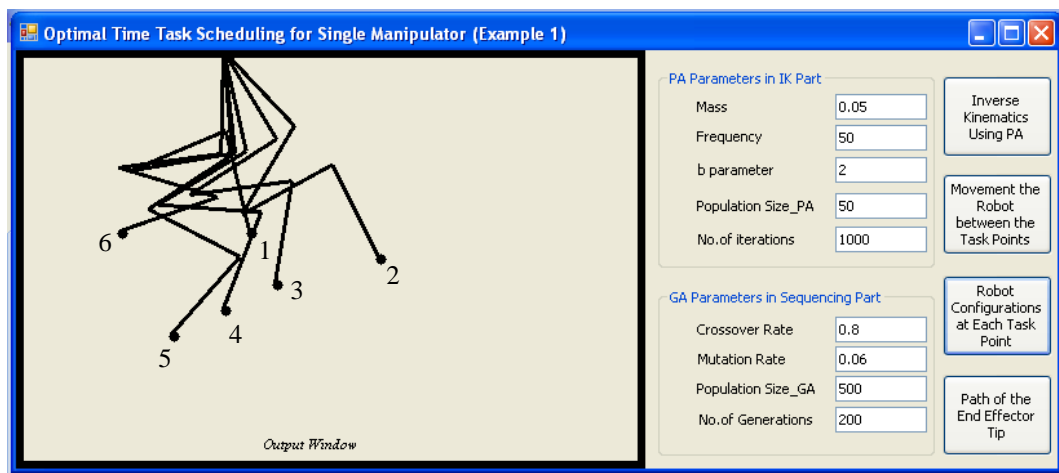 Optimal Time Task Scheduling for Single Manipulator (Example 1)
6
1
2
3
4
5
Output Window
PA Parameters in IK Part
Mass 0.05
Frequency 50
b parameter 2
Population Size_PA 50
No.of iterations 1000
GA Parameters in Sequencing Part
Crossover Rate 0.8
Mutation Rate 0.06
Population Size_GA 500
No.of Generations 200
Inverse
Kinematics
Using PA
Movement the
Robot
between the
Task Points
Robot
Configurations
at Each Task
Point
Path of the
End Effector
Tip